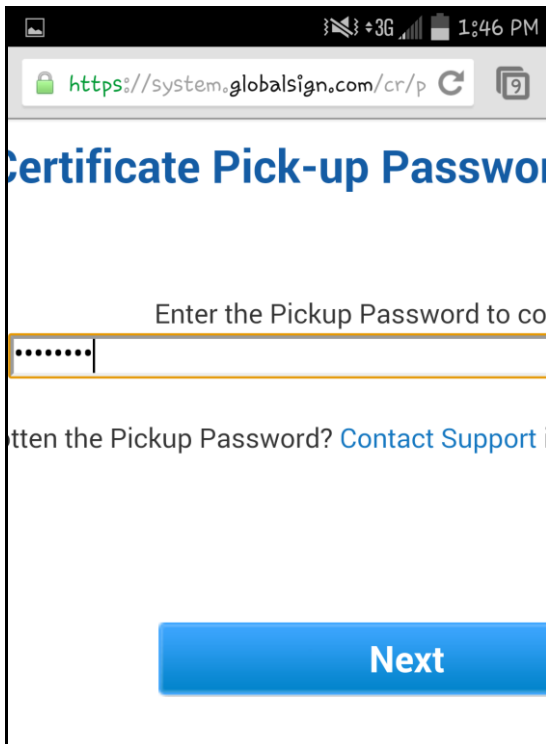 3G 1:46 PM
https://system.globalsign.com/cr/p 9
Certificate Pick-up Passwor
Enter the Pickup Password to co
••••••••
tten the Pickup Password? Contact Support i
Next